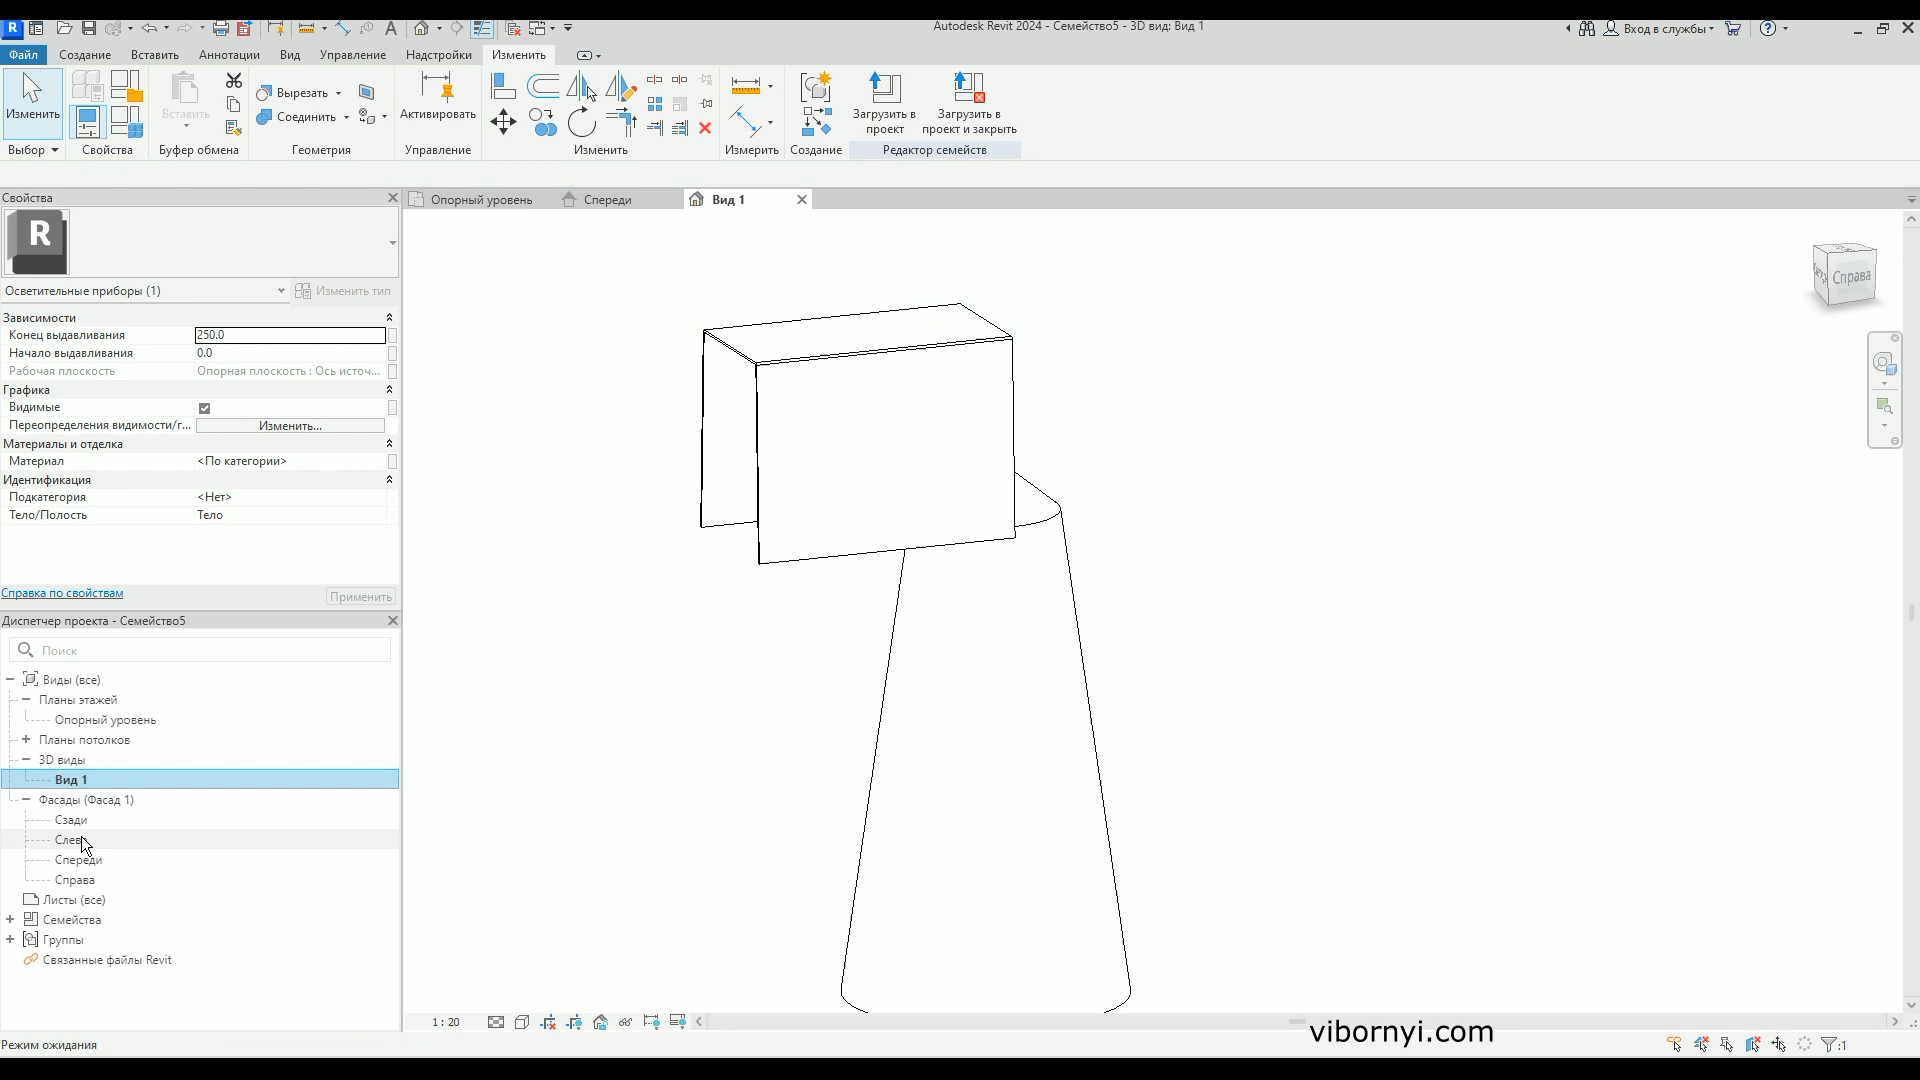 Autodesk Revit 2024 - Семейство5 - 3D вид: Вид 1
Вход в службы
Файл
Создание
Вставить
Аннотации
Вид
Управление
Надстройки
Изменить
Изменить
Вставить
Вырезать
Соединить
Активировать
Загрузить в проект
Загрузить в проект и закрыть
Выбор
Свойства
Буфер обмена
Геометрия
Управление
Изменить
Измерить
Создание
Редактор семейств
Свойства
Опорный уровень
Спереди
Вид 1
R
Осветительные приборы (1)
Изменить тип
Зависимости
Конец выдавливания 250.0
Начало выдавливания 0.0
Рабочая плоскость Опорная плоскость : Ось источ...
Графика
Видимые
Переопределения видимости/г... Изменить...
Материалы и отделка
Материал <По категории>
Идентификация
Подкатегория <Нет>
Тело/Полость Тело
Справка по свойствам
Применить
Диспетчер проекта - Семейство5
Поиск
Виды (все)
Планы этажей
Опорный уровень
Планы потолков
3D виды
Вид 1
Фасады (Фасад 1)
Сзади
Слева
Спереди
Справа
Листы (все)
Семейства
Группы
Связанные файлы Revit
Справа
1 : 20
vibornyi.com
Режим ожидания
:1